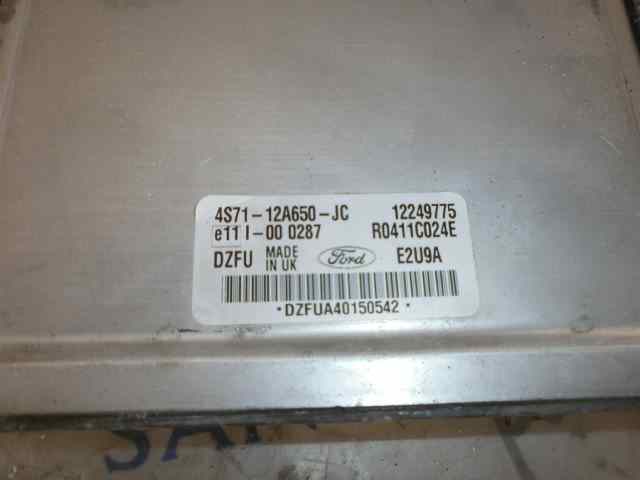 4S71-12A650-JC 12249775
e11 I-00 0287 R0411C024E
DZFU MADE IN UK Ford E2U9A
*DZFUA40150542*